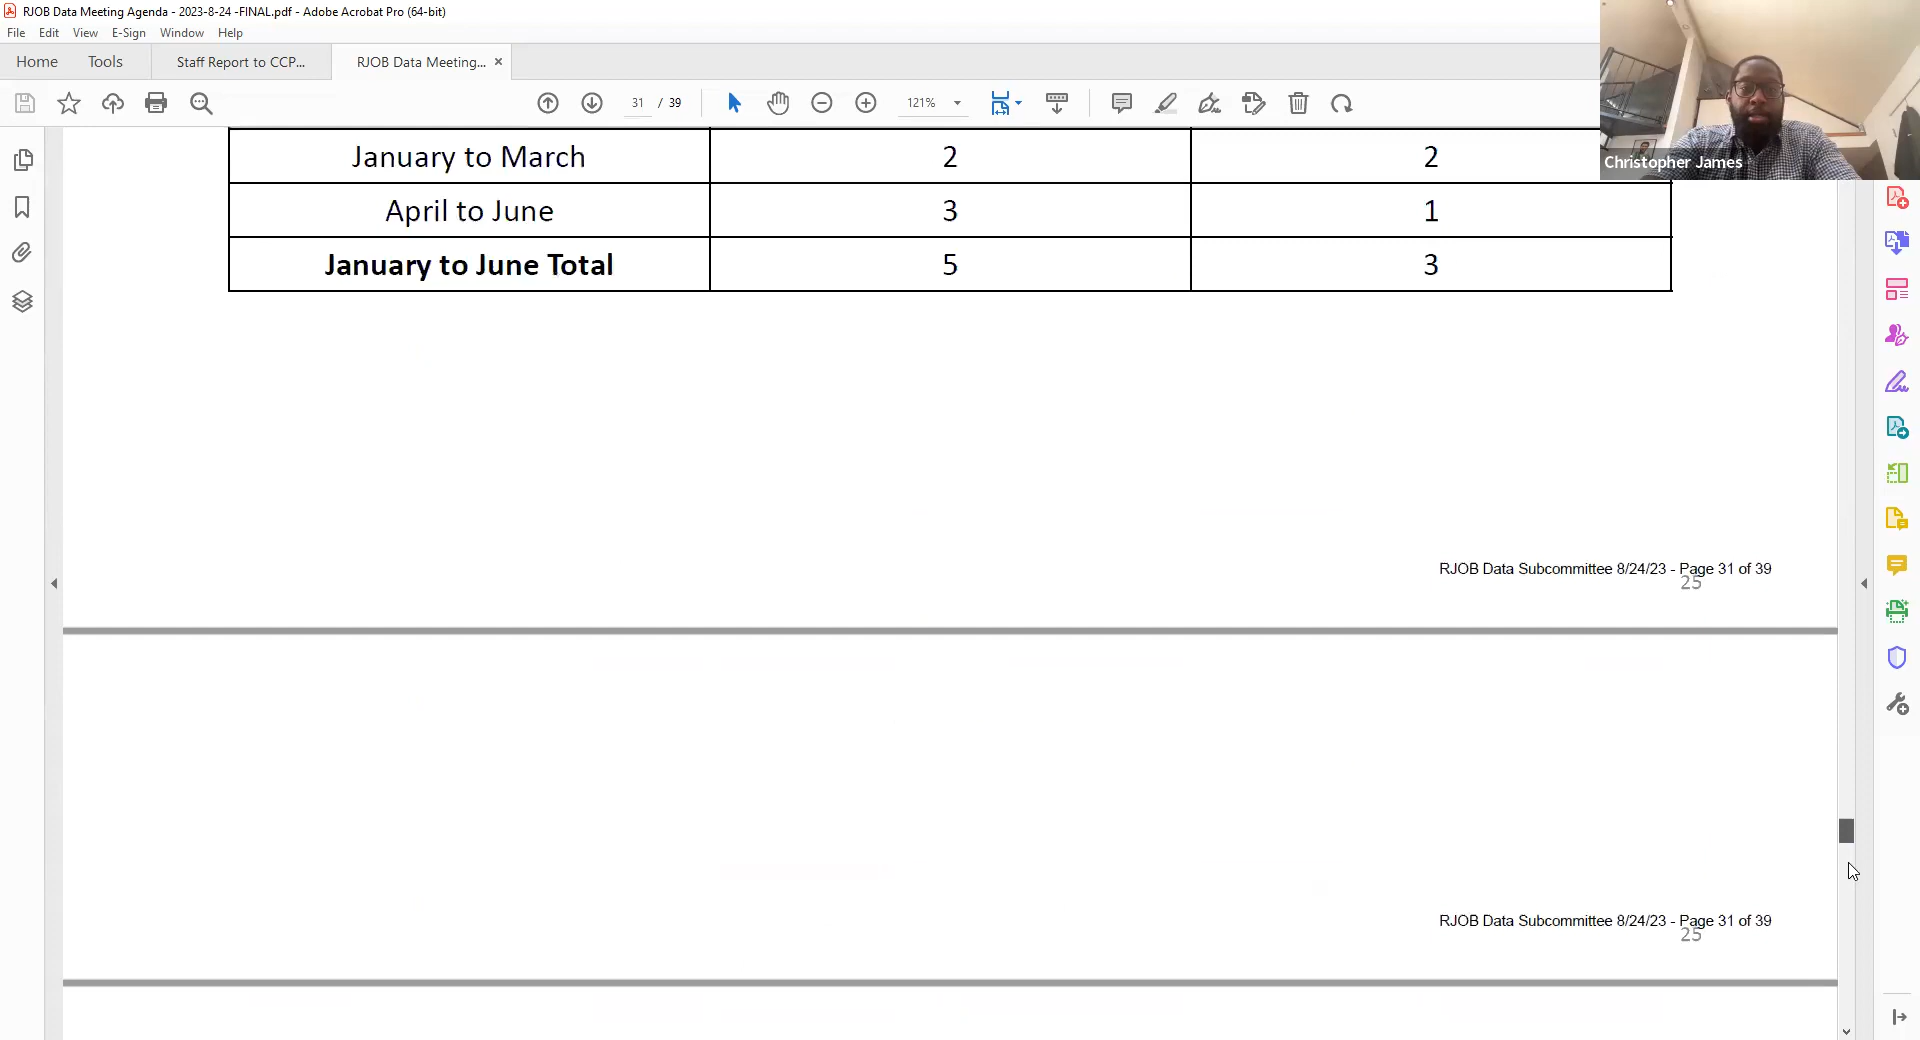 RJOB Data Meeting Agenda - 2023-8-24 -FINAL.pdf - Adobe Acrobat Pro (64-bit)
File Edit View E-Sign Window Help
Home Tools Staff Report to CCP... RJOB Data Meeting... ×
31 / 39 121%
Christopher James
January to March 2 2
April to June 3 1
January to June Total 5 3
RJOB Data Subcommittee 8/24/23 - Page 31 of 39
25
RJOB Data Subcommittee 8/24/23 - Page 31 of 39
25